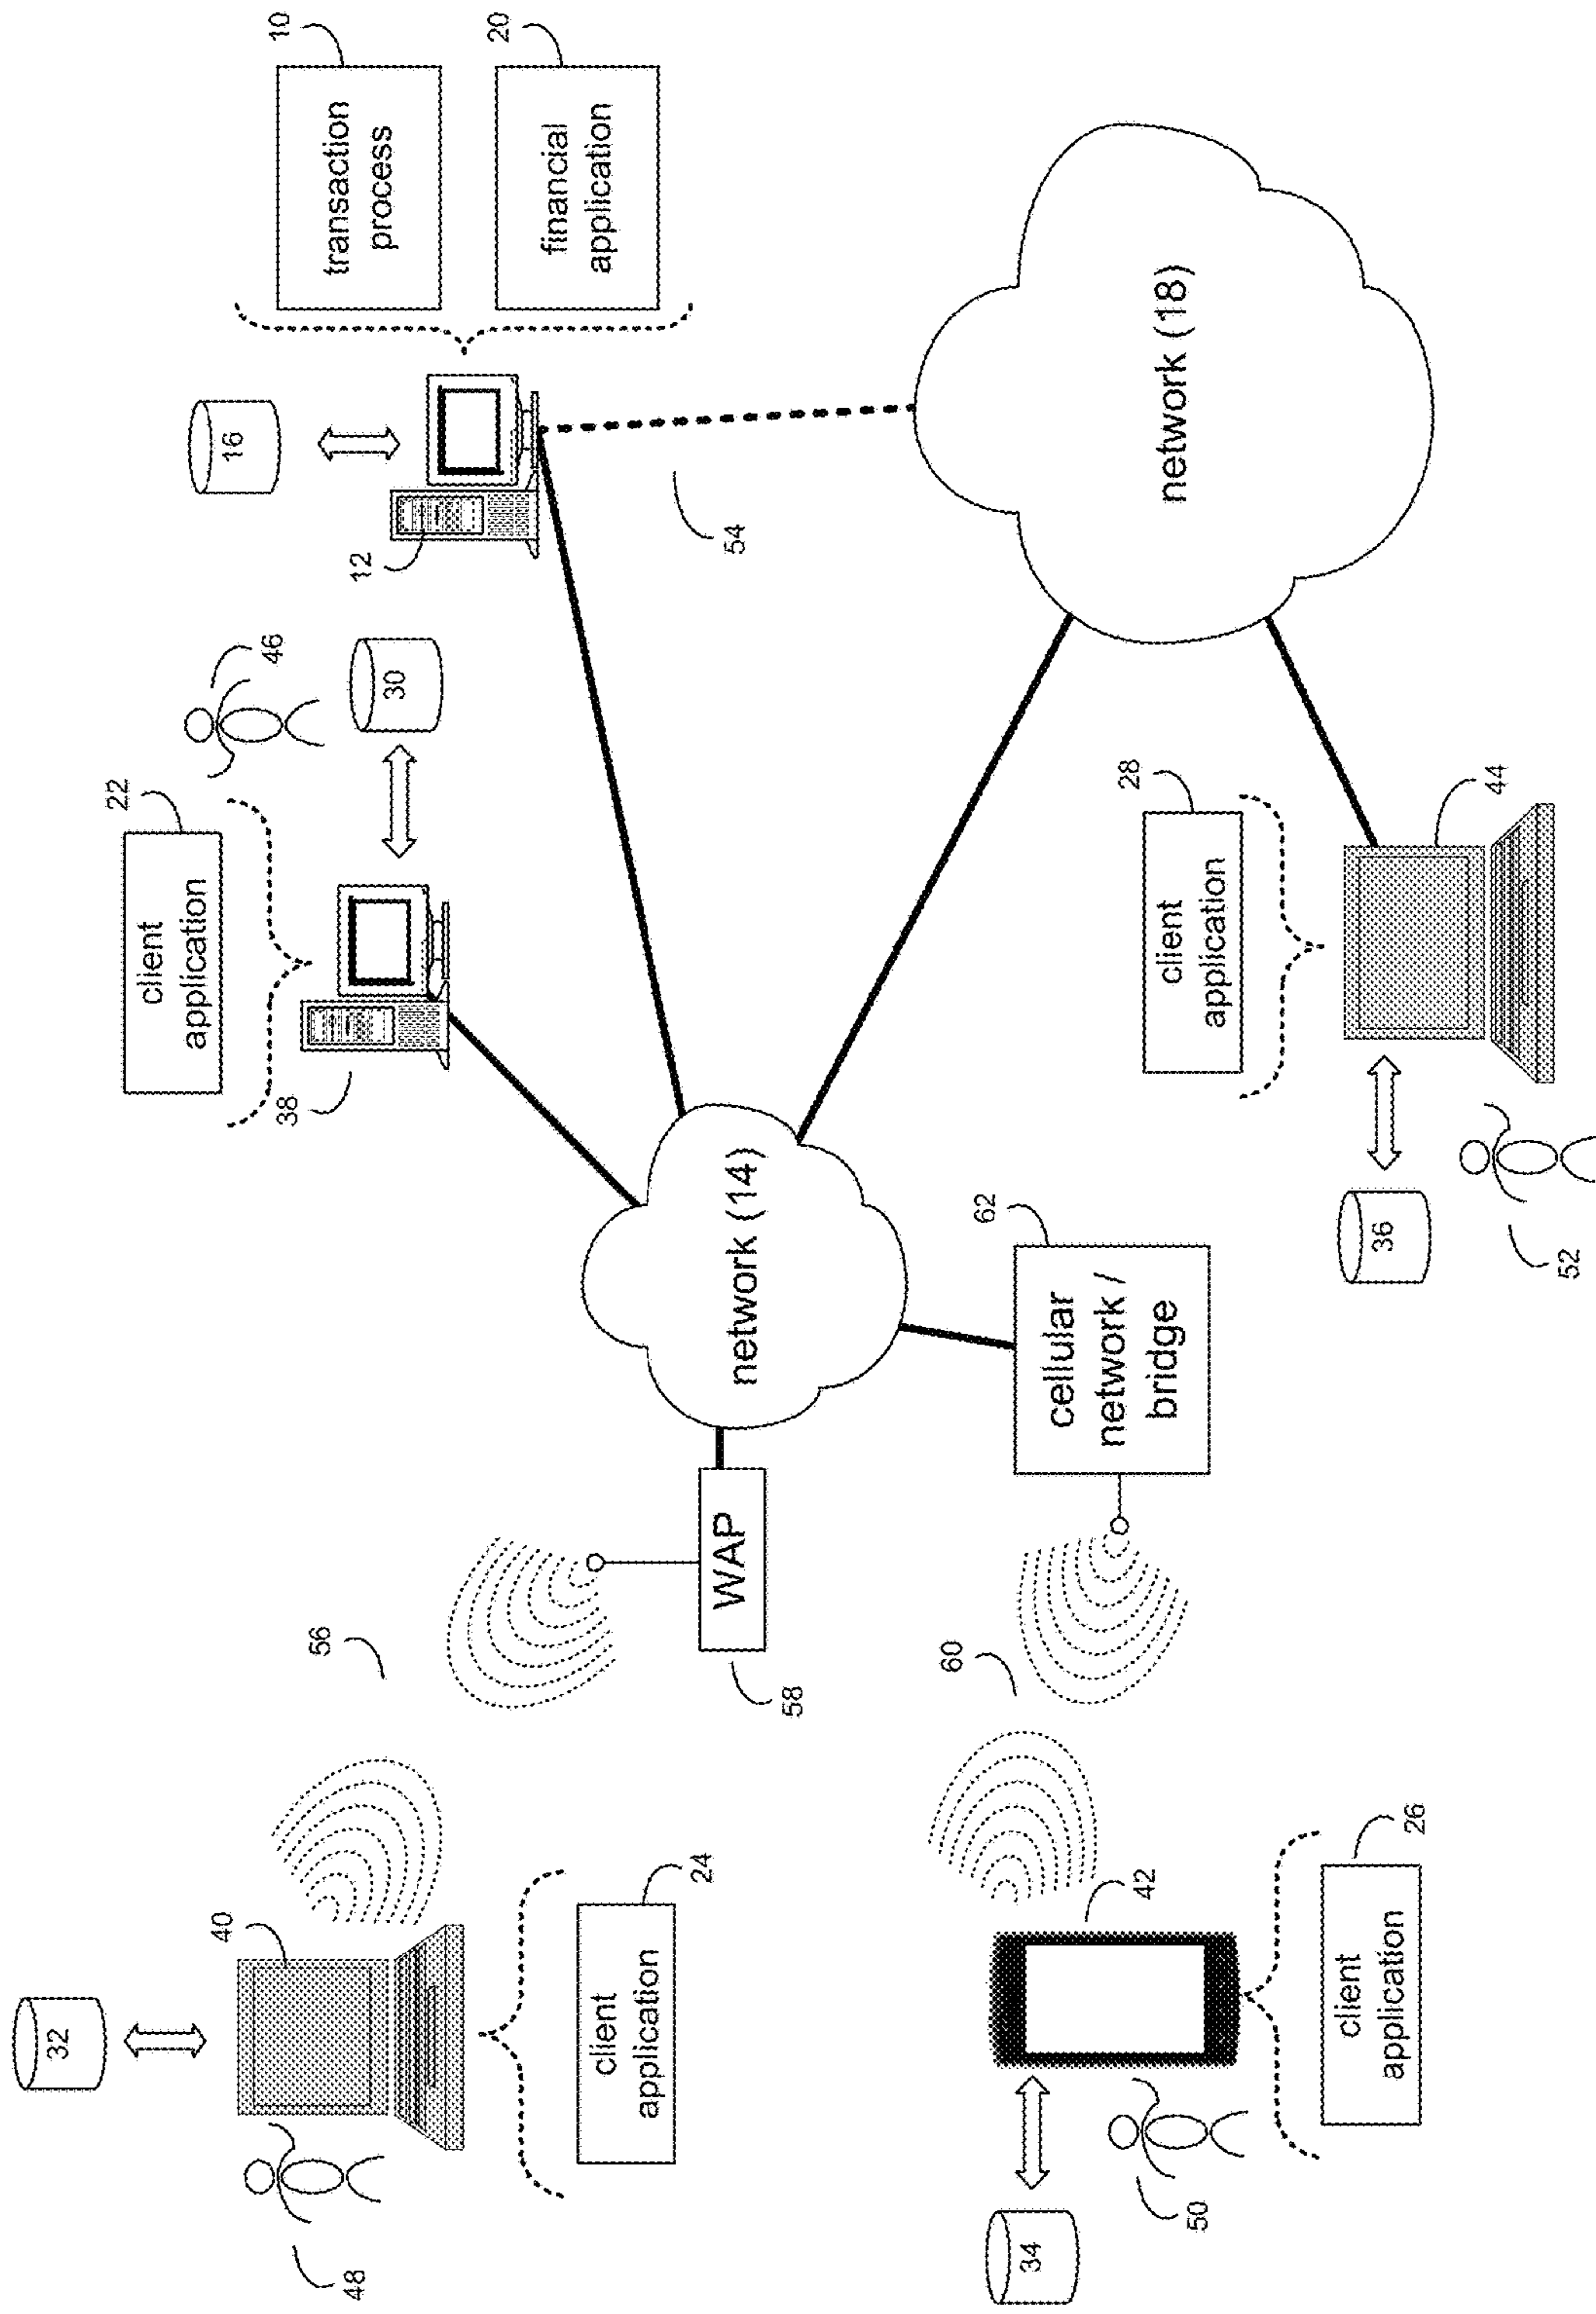 32
22
client
application
40
16
46
10
38
56
48
12
transaction
process
30
20
financial
application
client
application
24
WAP
54
network (14)
58
60
62
34
cellular
network /
bridge
28
42
client
application
network (18)
50
client
application
36
26
44
52